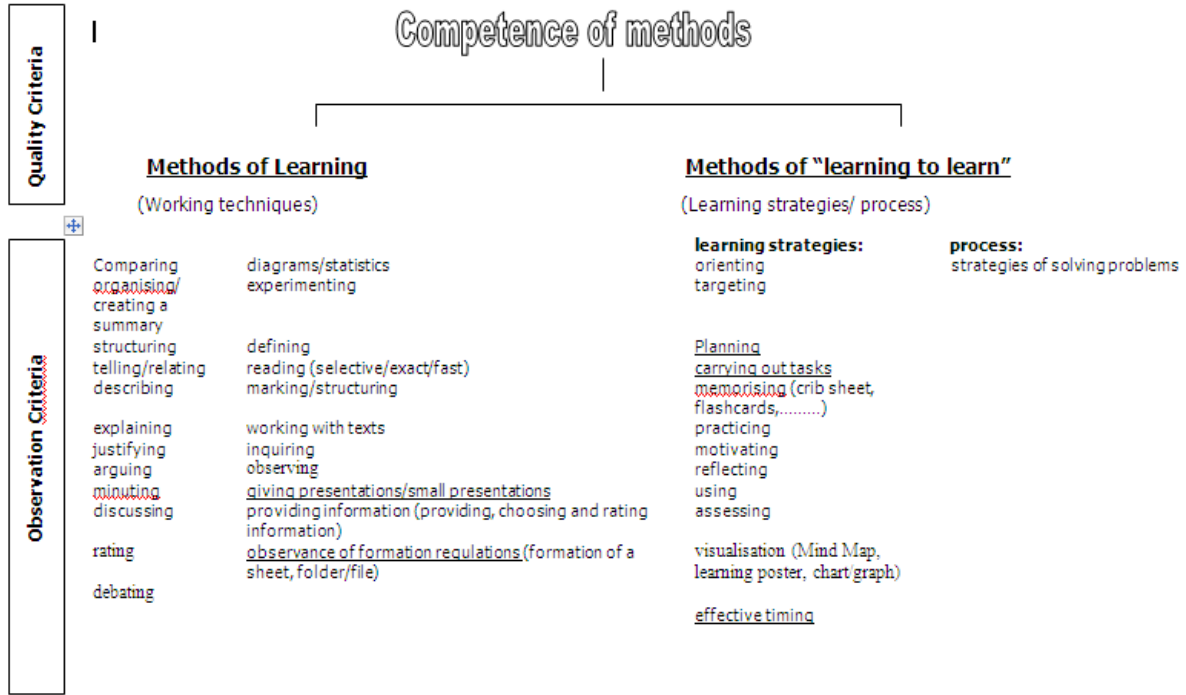 Quality Criteria
Competence of methods
Methods of Learning
(Working techniques)
Methods of “learning to learn”
(Learning strategies/ process)
Observation Criteria
Comparing
organising/
creating a
summary
structuring
telling/relating
describing
explaining
justifying
arguing
minuting
discussing
rating
debating
diagrams/statistics
experimenting
defining
reading (selective/exact/fast)
marking/structuring
working with texts
inquiring
observing
giving presentations/small presentations
providing information (providing, choosing and rating
information)
observance of formation regulations (formation of a
sheet, folder/file)
learning strategies:
orienting
targeting
Planning
carrying out tasks
memorising (crib sheet,
flashcards,.........)
practicing
motivating
reflecting
using
assessing
visualisation (Mind Map,
learning poster, chart/graph)
effective timing
process:
strategies of solving problems